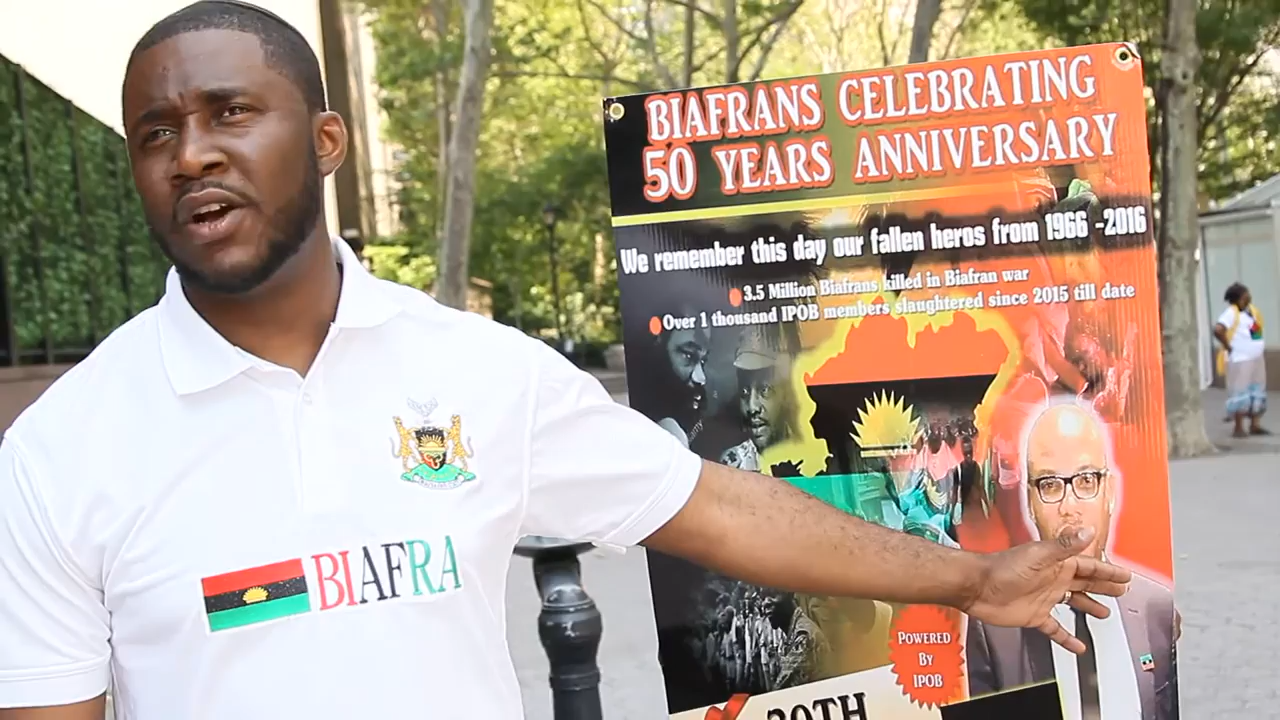 BIAFRANS CELEBRATING
50 YEARS ANNIVERSARY
We remember this day our fallen heros from 1966 -2016
3.5 Million Biafrans killed in Biafran war
Over 1 thousand IPOB members slaughtered since 2015 till date
BIAFRA
POWERED
By
IPOB
30TH